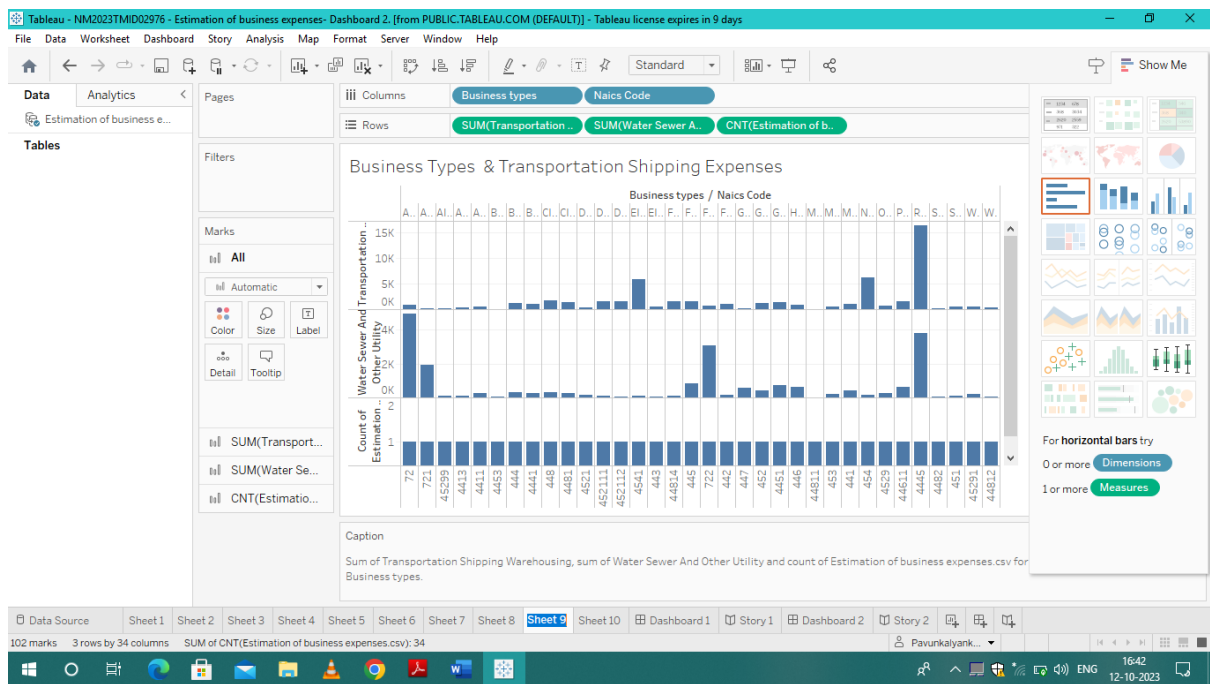 Tableau - NM2023TMID02976 - Estimation of business expenses- Dashboard 2. [from PUBLIC.TABLEAU.COM (DEFAULT)] - Tableau license expires in 9 days
File Data Worksheet Dashboard Story Analysis Map Format Server Window Help
Standard
Show Me
Data Analytics
Estimation of business e...
Tables
Pages
Filters
Marks
All
Automatic
Color Size Label
Detail Tooltip
SUM(Transport...
SUM(Water Se...
CNT(Estimatio...
iii Columns Business types Naics Code
Rows SUM(Transportation .. SUM(Water Sewer A.. CNT(Estimation of b..
Business Types & Transportation Shipping Expenses
Business types / Naics Code
A.. A.. Al.. A.. A.. B.. B.. B.. Cl.. Cl.. D.. D.. D.. El.. El.. F.. F.. F.. F.. G.. G.. G.. H.. M.. M.. M.. N.. O.. P.. R.. S.. S.. W.. W..
Transportation ..
15K
10K
5K
0K
Water Sewer And Other Utility
4K
2K
0K
Count of Estimation...
2
1
72 721 45299 4413 4411 4453 444 4441 448 4481 4521 452111 452112 4541 443 44814 445 722 442 447 452 4451 446 44811 453 441 454 4529 44611 4445 4482 451 45291 44812
Caption
Sum of Transportation Shipping Warehousing, sum of Water Sewer And Other Utility and count of Estimation of business expenses.csv for
Business types.
For horizontal bars try
0 or more Dimensions
1 or more Measures
Data Source Sheet 1 Sheet 2 Sheet 3 Sheet 4 Sheet 5 Sheet 6 Sheet 7 Sheet 8 Sheet 9 Sheet 10 Dashboard 1 Story 1 Dashboard 2 Story 2
102 marks 3 rows by 34 columns SUM of CNT(Estimation of business expenses.csv): 34
Pavunkalyank...
ENG
16:42
12-10-2023